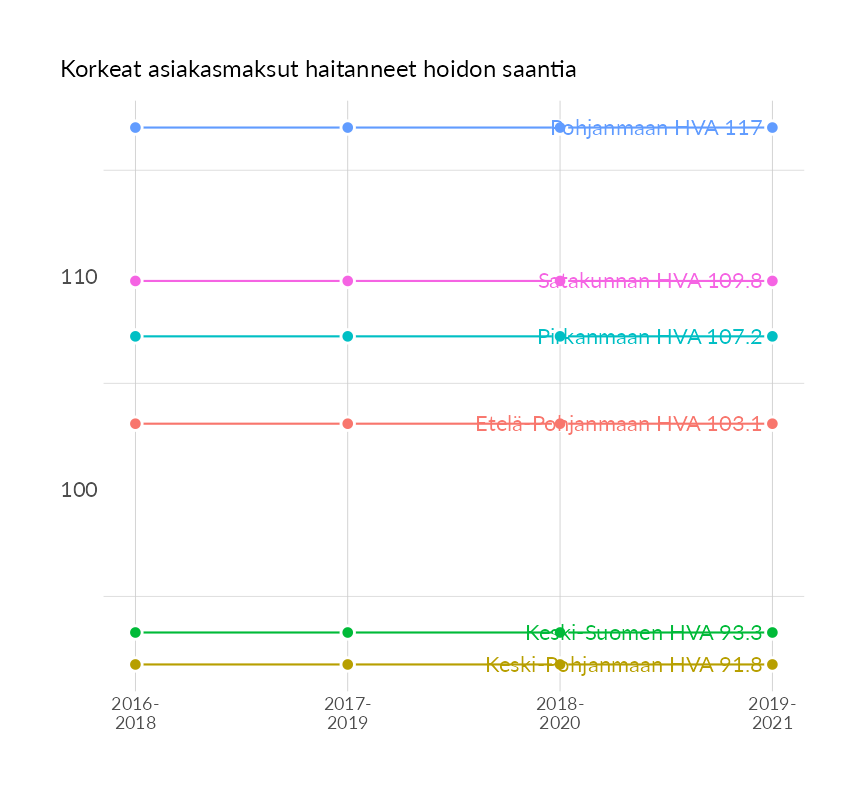 Korkeat asiakasmaksut haitanneet hoidon saantia
Pohjanmaan HVA 117
110
Satakunnan HVA 109.8
Pirkanmaan HVA 107.2
Etelä-Pohjanmaan HVA 103.1
100
Keski-Suomen HVA 93.3
Keski-Pohjanmaan HVA 91.8
2016-
2018
2017-
2019
2018-
2020
2019-
2021